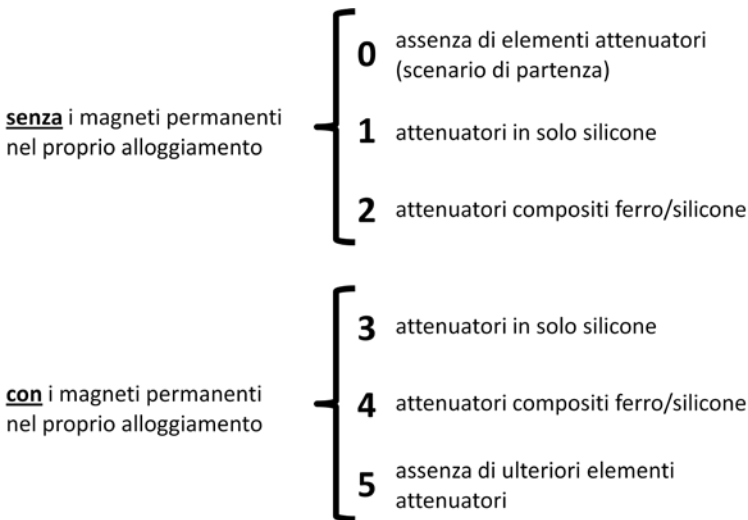 senza i magneti permanenti
nel proprio alloggiamento
0 assenza di elementi attenuatori
(scenario di partenza)
1 attenuatori in solo silicone
2 attenuatori compositi ferro/silicone
con i magneti permanenti
nel proprio alloggiamento
3 attenuatori in solo silicone
4 attenuatori compositi ferro/silicone
5 assenza di ulteriori elementi
attenuatori